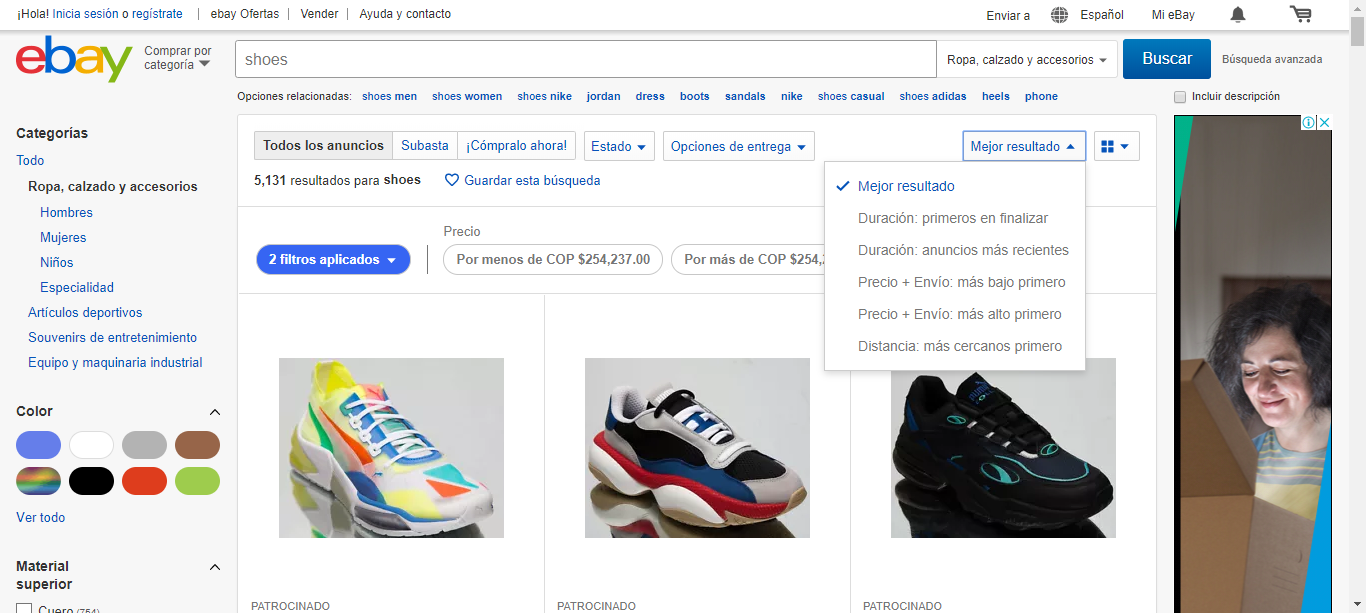 ¡Hola! Inicia sesión o regístrate
ebay Ofertas
Vender
Ayuda y contacto
Enviar a
Español
Mi eBay
ebay
Comprar por
categoría
shoes
Ropa, calzado y accesorios
Buscar
Búsqueda avanzada
Opciones relacionadas: shoes men shoes women shoes nike jordan dress boots sandals nike shoes casual shoes adidas heels phone
Incluir descripción
Categorías
Todo
Ropa, calzado y accesorios
Hombres
Mujeres
Niños
Especialidad
Artículos deportivos
Souvenirs de entretenimiento
Equipo y maquinaria industrial
Color
Ver todo
Material
superior
Cuero (754)
Todos los anuncios
Subasta
¡Cómpralo ahora!
Estado
Opciones de entrega
Mejor resultado
5,131 resultados para shoes
Guardar esta búsqueda
Mejor resultado
Duración: primeros en finalizar
Duración: anuncios más recientes
Precio + Envío: más bajo primero
Precio + Envío: más alto primero
Distancia: más cercanos primero
Precio
2 filtros aplicados
Por menos de COP $254,237.00
Por más de COP $254,
PATROCINADO
PATROCINADO
PATROCINADO